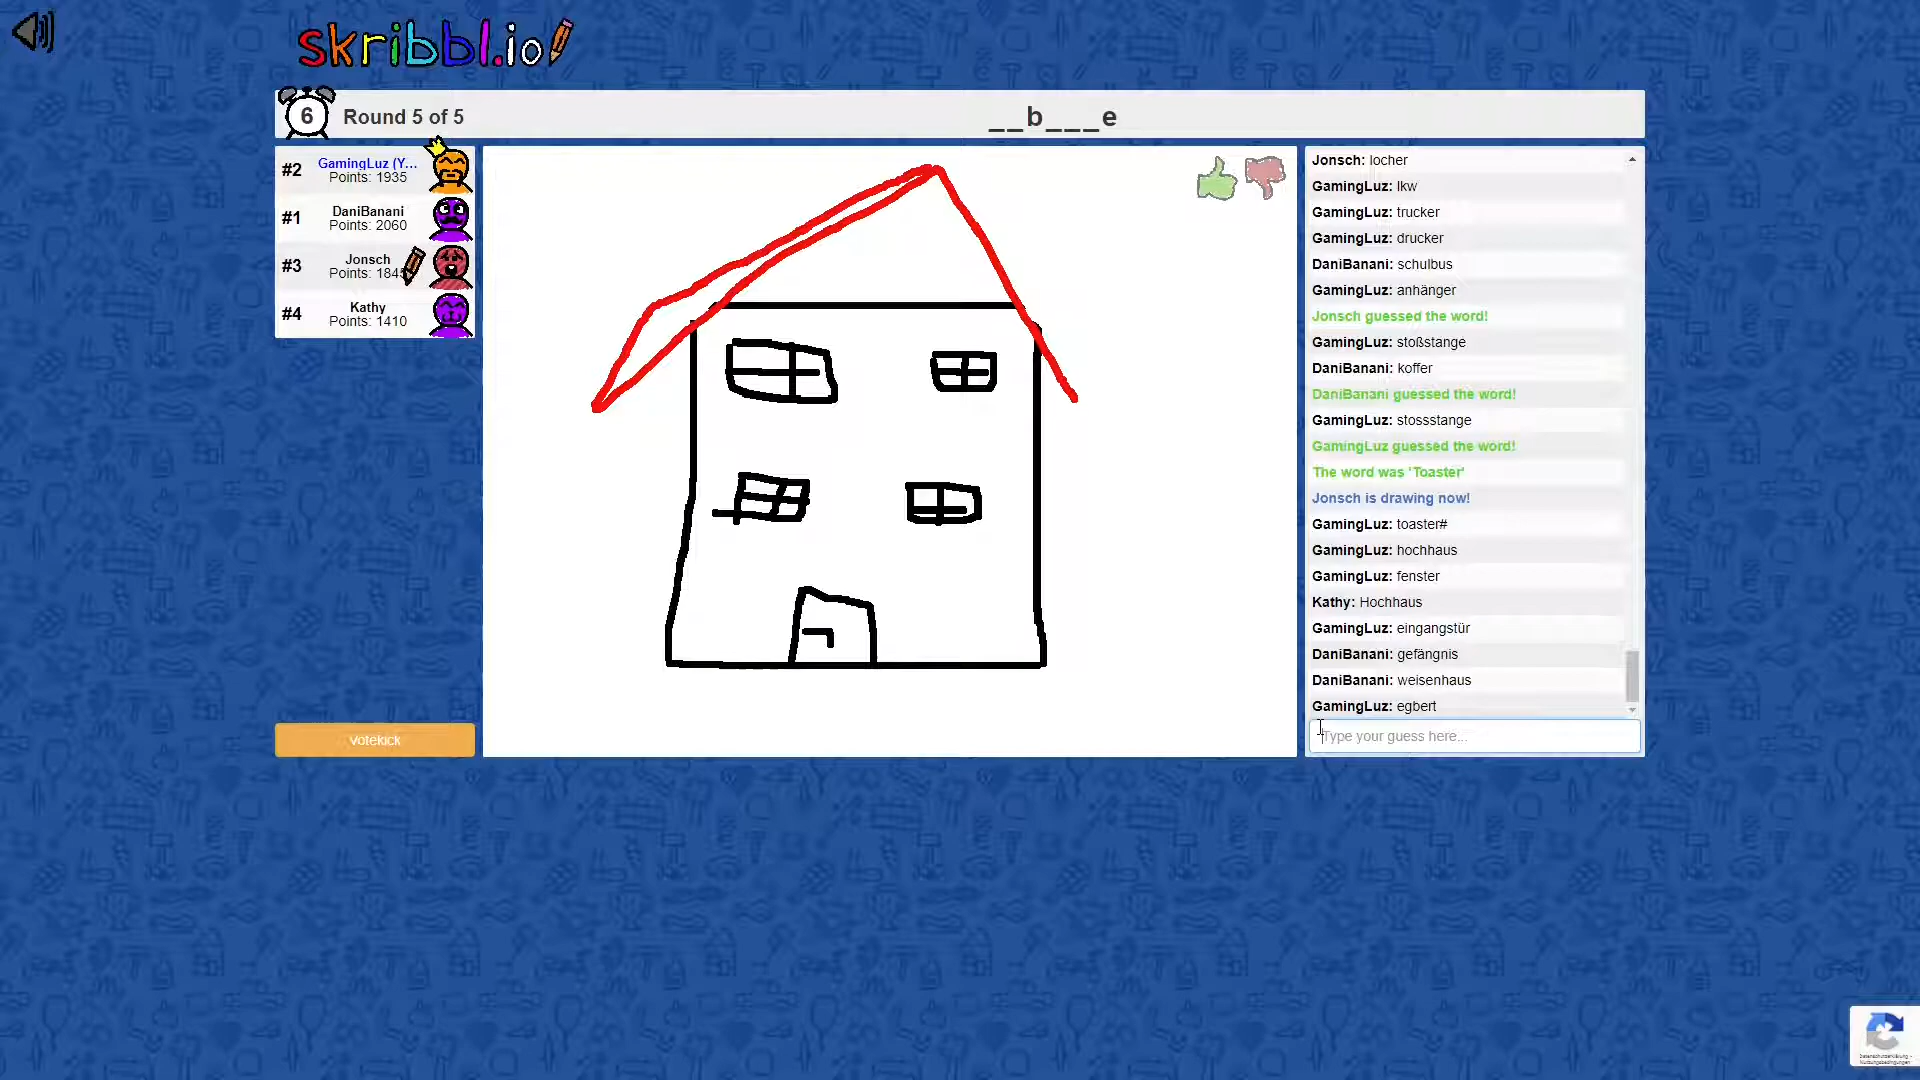 skribbl.io
6
Round 5 of 5
__b___e
#2
GamingLuz (Y...
Points: 1935
#1
DaniBanani
Points: 2060
#3
Jonsch
Points: 1845
#4
Kathy
Points: 1410
Votekick
Jonsch: locher
GamingLuz: lkw
GamingLuz: trucker
GamingLuz: drucker
DaniBanani: schulbus
GamingLuz: anhänger
Jonsch guessed the word!
GamingLuz: stoßstange
DaniBanani: koffer
DaniBanani guessed the word!
GamingLuz: stossstange
GamingLuz guessed the word!
The word was 'Toaster'
Jonsch is drawing now!
GamingLuz: toaster#
GamingLuz: hochhaus
GamingLuz: fenster
Kathy: Hochhaus
GamingLuz: eingangstür
DaniBanani: gefängnis
DaniBanani: weisenhaus
GamingLuz: egbert
Type your guess here...
Datenschutzerklärung -
Nutzungsbedingungen